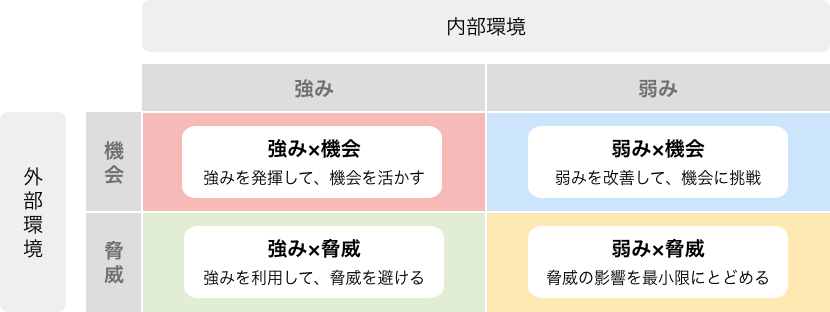 内部環境
強み
弱み
外部環境
機会
強み×機会
強みを発揮して、機会を活かす
弱み×機会
弱みを改善して、機会に挑戦
脅威
強み×脅威
強みを利用して、脅威を避ける
弱み×脅威
脅威の影響を最小限にとどめる